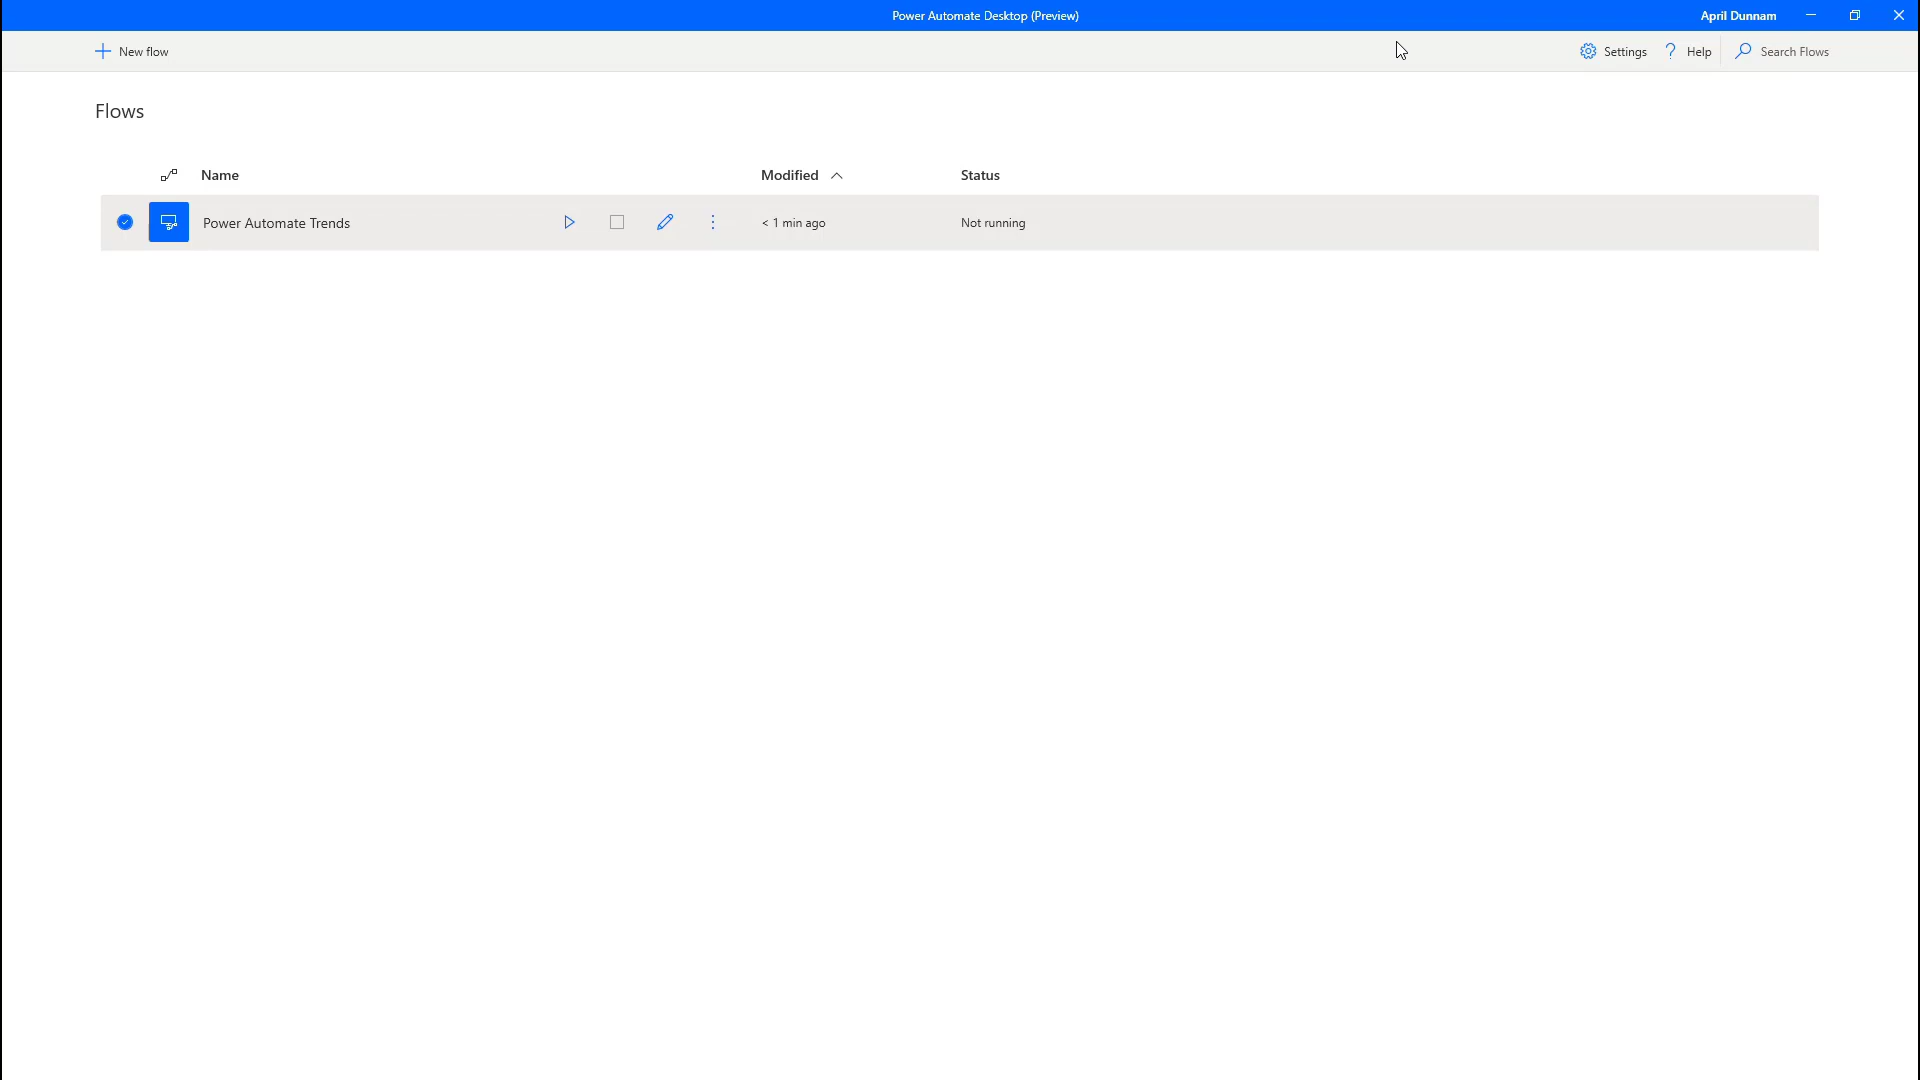 Power Automate Desktop (Preview)
April Dunnam
New flow
Settings
Help
Search Flows
Flows
Name
Modified
Status
Power Automate Trends
< 1 min ago
Not running